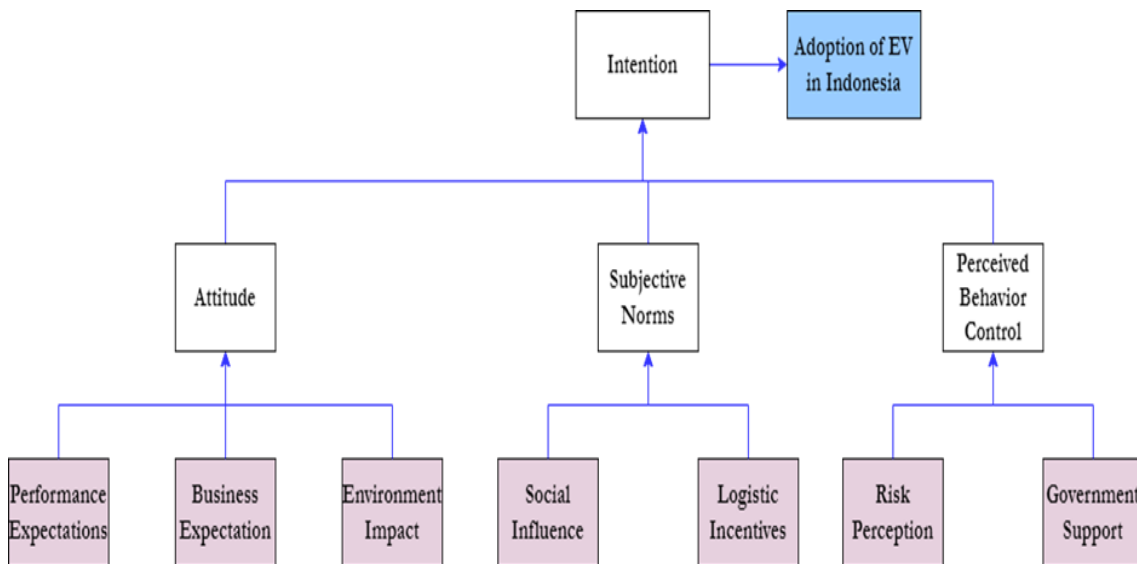 Intention
Adoption of EV
in Indonesia
Attitude
Subjective
Norms
Perceived
Behavior
Control
Performance
Expectations
Business
Expectation
Environment
Impact
Social
Influence
Logistic
Incentives
Risk
Perception
Government
Support